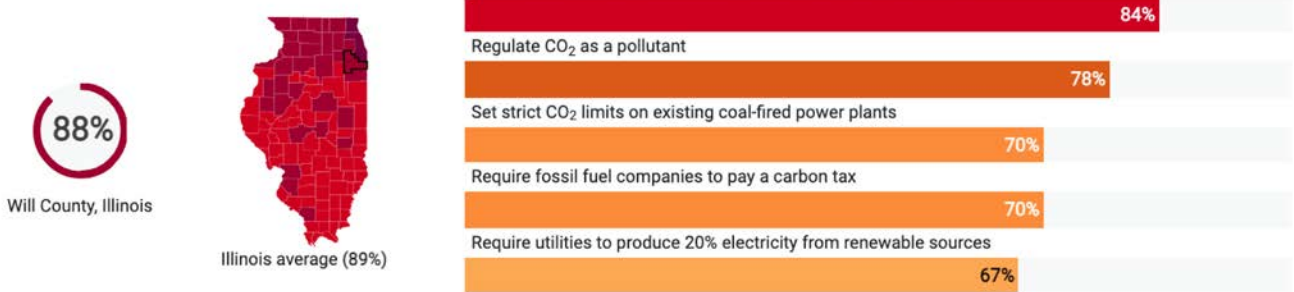 84%
Regulate CO₂ as a pollutant
78%
Set strict CO₂ limits on existing coal-fired power plants
70%
Require fossil fuel companies to pay a carbon tax
70%
Require utilities to produce 20% electricity from renewable sources
67%
88%
Will County, Illinois
Illinois average (89%)